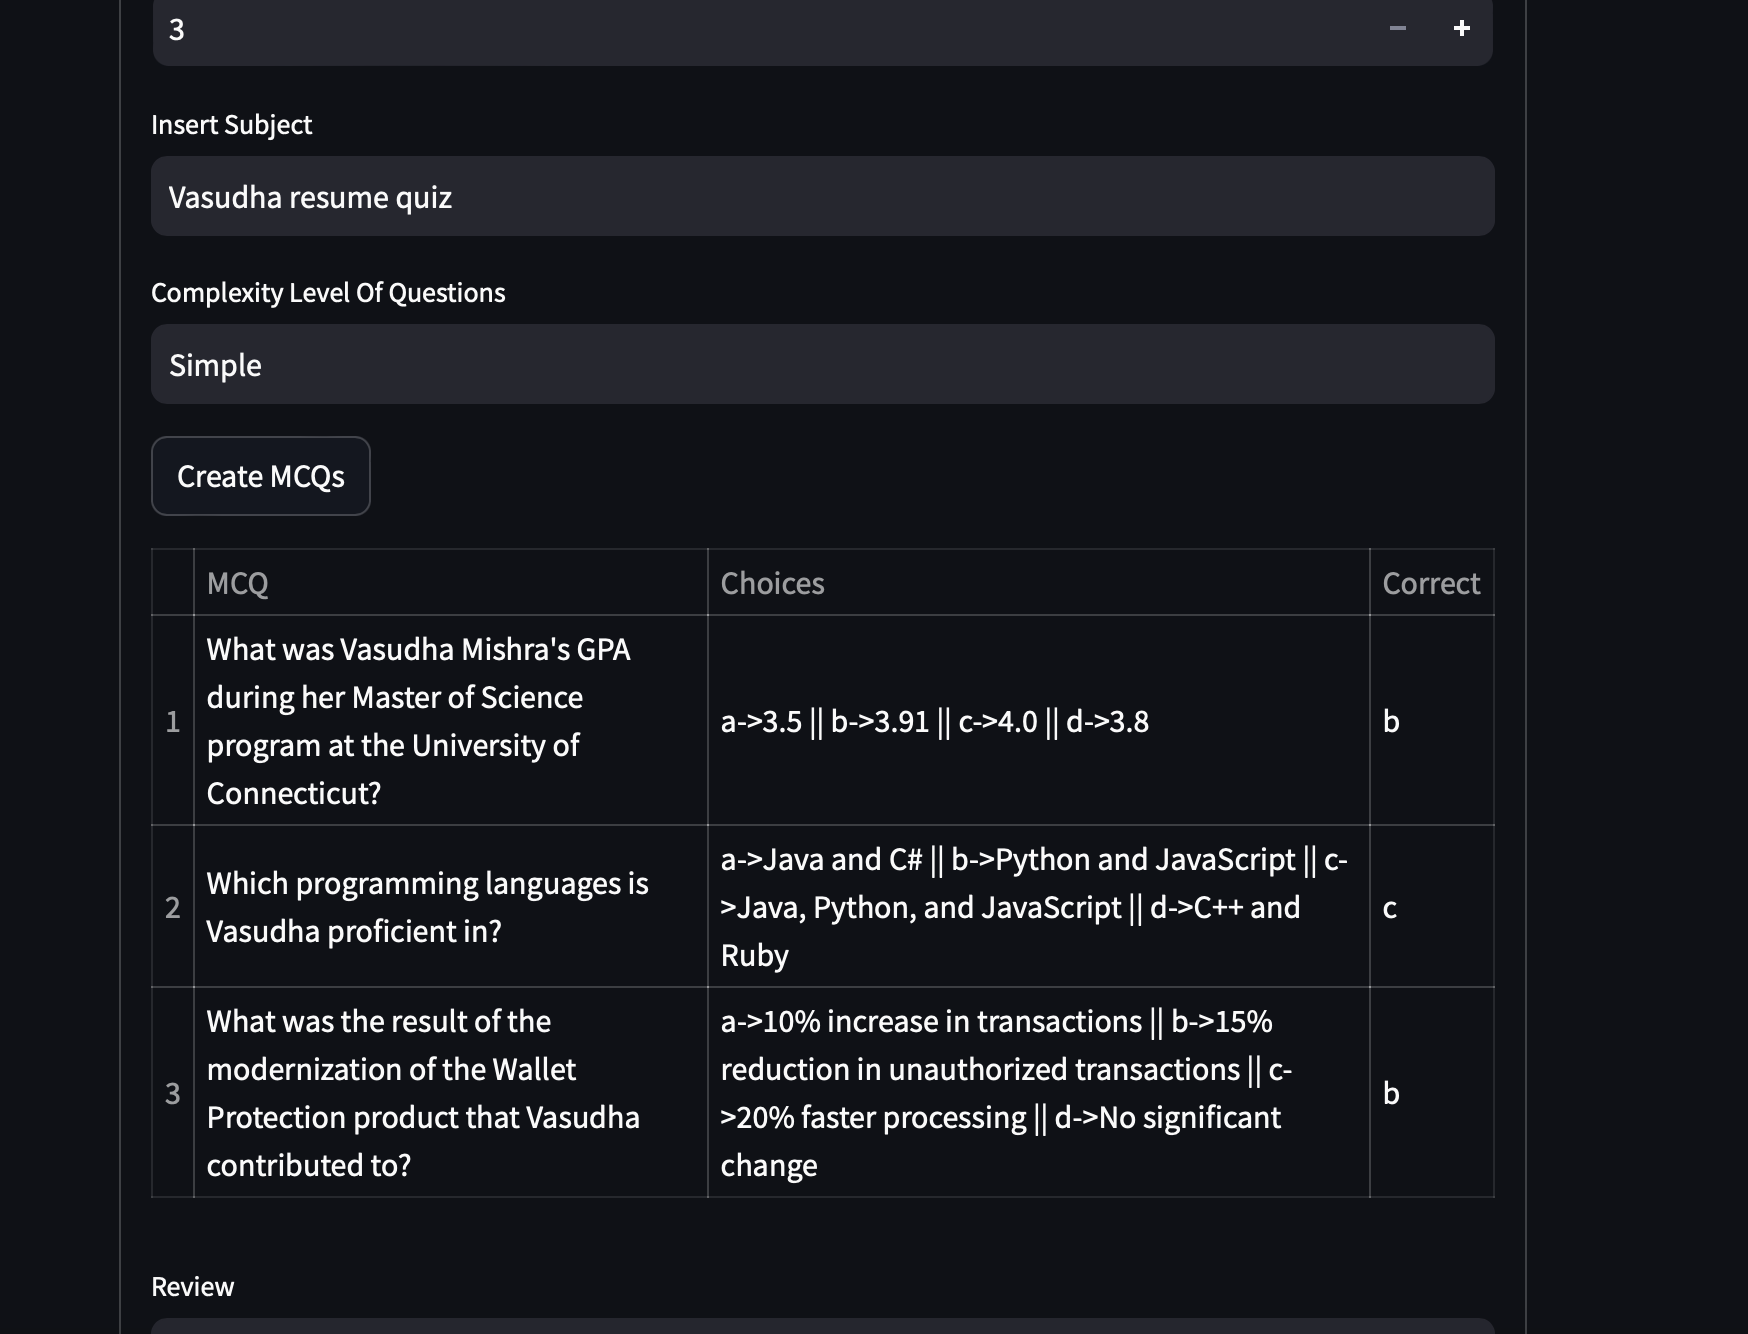 3
Insert Subject
Vasudha resume quiz
Complexity Level Of Questions
Simple
Create MCQs
MCQ
Choices
Correct
1
What was Vasudha Mishra's GPA
during her Master of Science
program at the University of
Connecticut?
a->3.5 || b->3.91 || c->4.0 || d->3.8
b
2
Which programming languages is
Vasudha proficient in?
a->Java and C# || b->Python and JavaScript || c-
>Java, Python, and JavaScript || d->C++ and
Ruby
c
3
What was the result of the
modernization of the Wallet
Protection product that Vasudha
contributed to?
a->10% increase in transactions || b->15%
reduction in unauthorized transactions || c-
>20% faster processing || d->No significant
change
b
Review